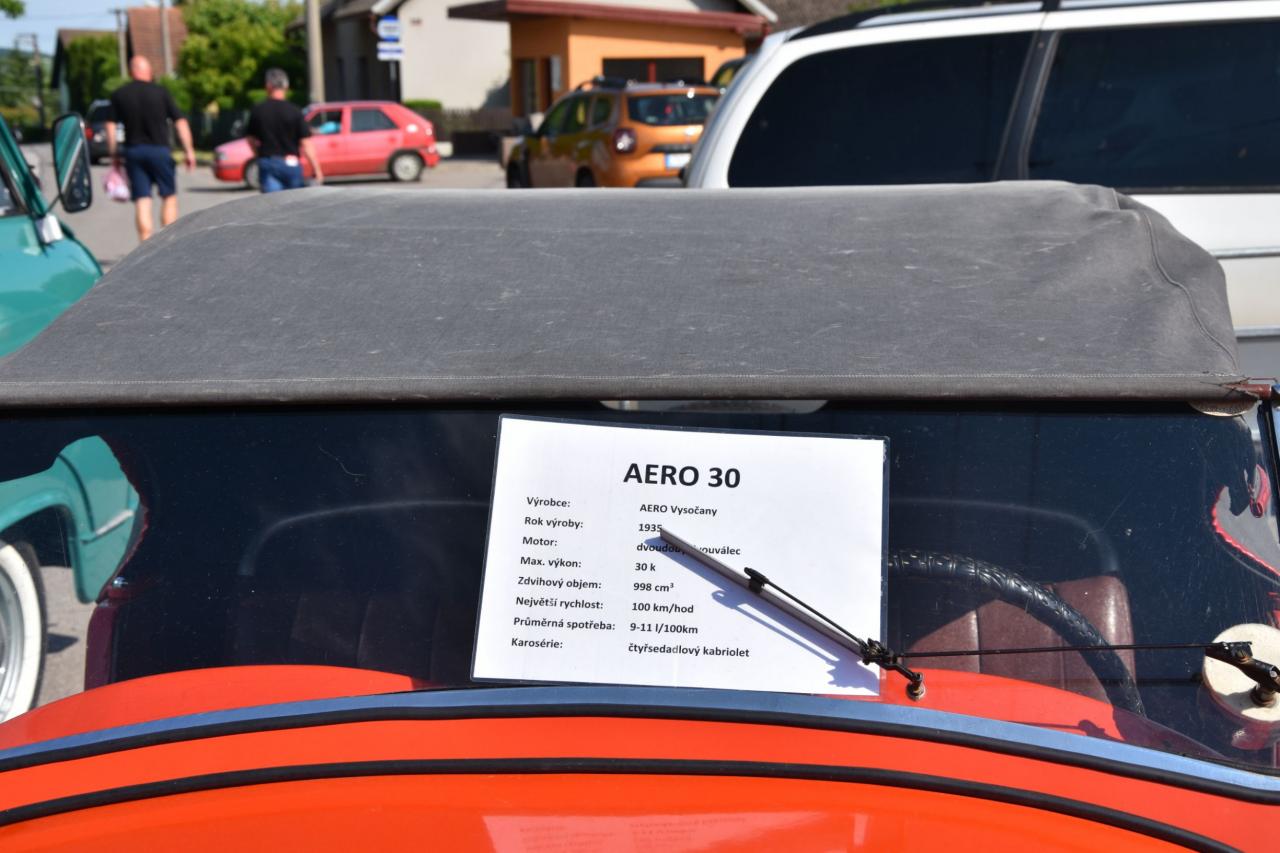 AERO 30
Výrobce: AERO Vysočany
Rok výroby: 1935
Motor:
Max. výkon: 30 k
Zdvihový objem: 998 cm³
Největší rychlost: 100 km/hod
Průměrná spotřeba: 9-11 l/100km
Karosérie: čtyřsedadlový kabriolet